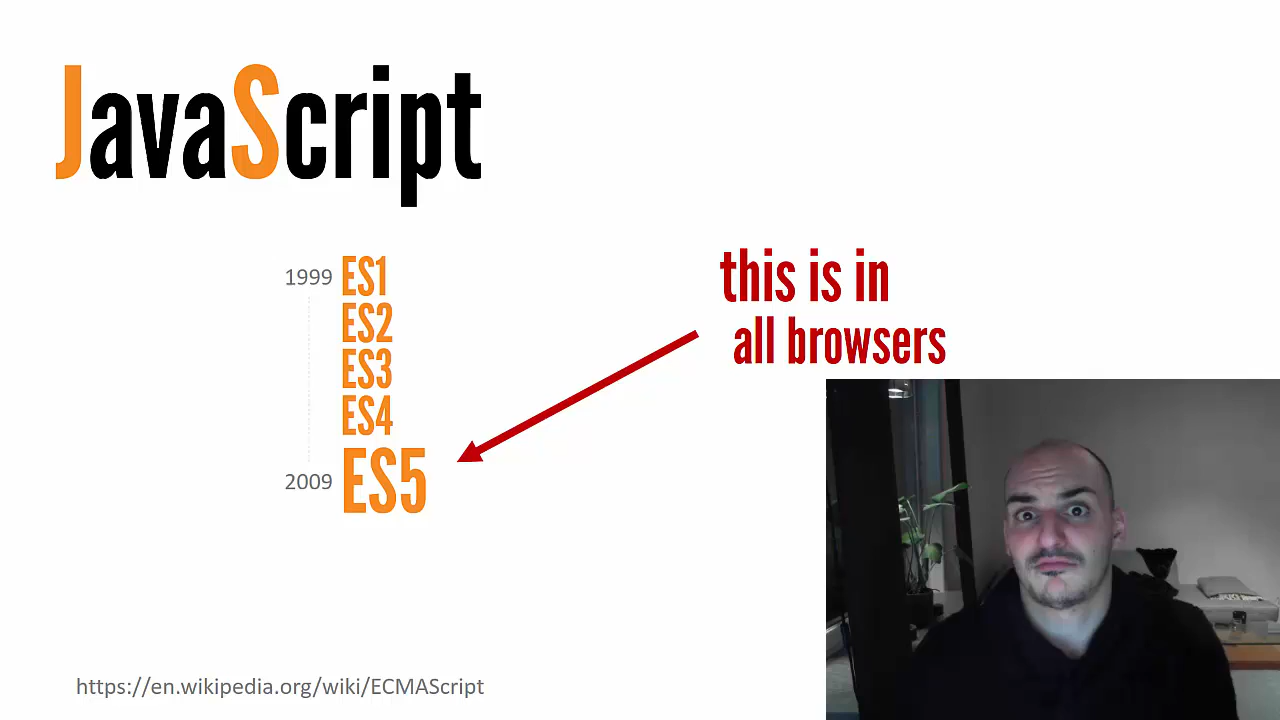 JavaScript
1999 ES1
ES2
ES3
ES4
2009 ES5
this is in
all browsers
https://en.wikipedia.org/wiki/ECMAScript